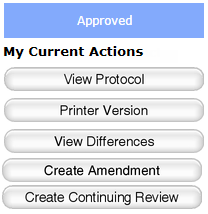 Approved
My Current Actions
View Protocol
Printer Version
View Differences
Create Amendment
Create Continuing Review